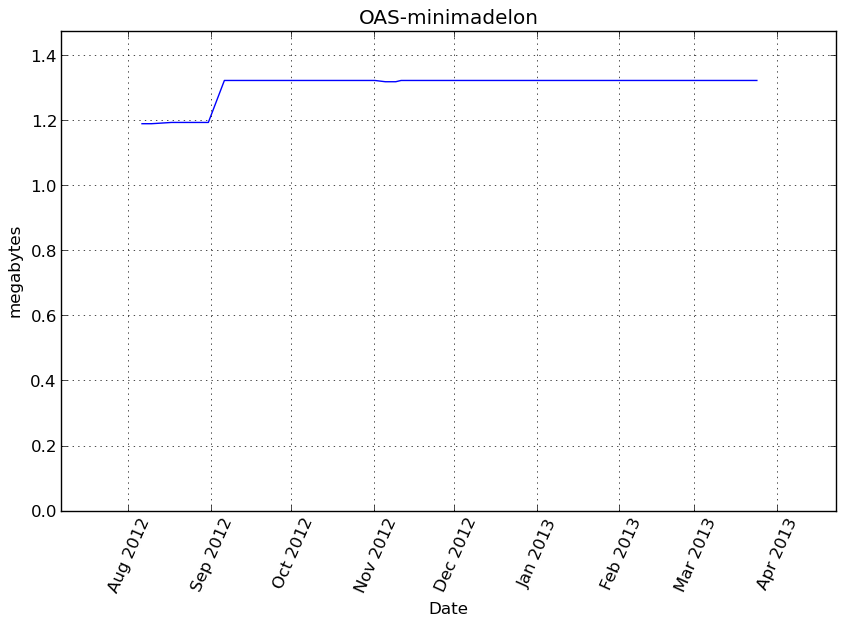 OAS-minimadelon
1.4
1.2
1.0
0.8
0.6
0.4
0.2
0.0
megabytes
Aug 2012
Sep 2012
Oct 2012
Nov 2012
Dec 2012
Jan 2013
Feb 2013
Mar 2013
Apr 2013
Date